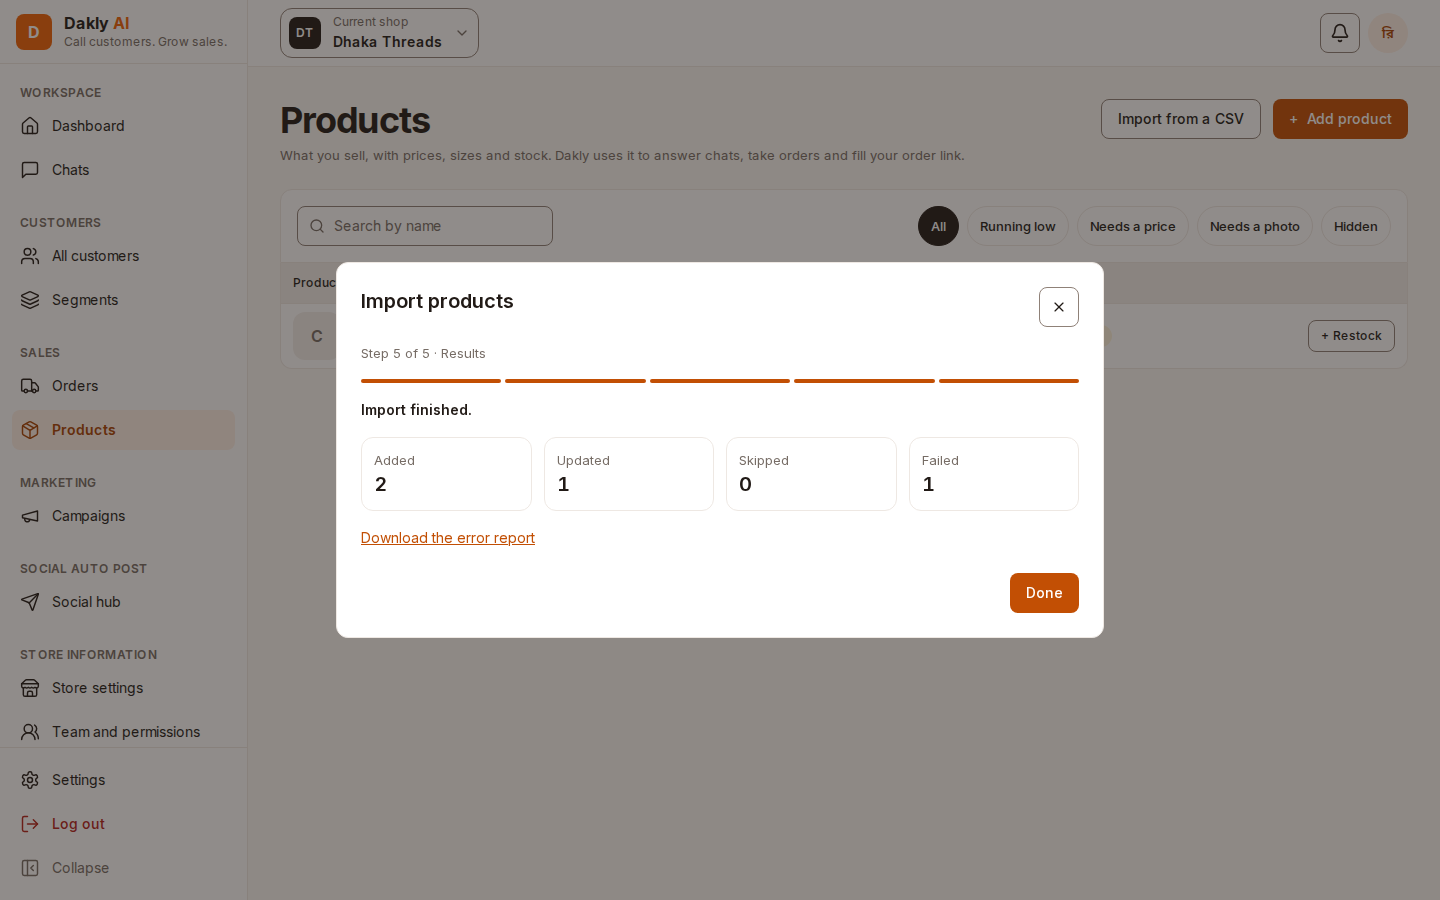 D
Dakly AI
Call customers. Grow sales.
WORKSPACE
Dashboard
Chats
CUSTOMERS
All customers
Segments
SALES
Orders
Products
MARKETING
Campaigns
SOCIAL AUTO POST
Social hub
STORE INFORMATION
Store settings
Team and permissions
Settings
Log out
Collapse
DT
Current shop
Dhaka Threads
রি
Products
What you sell, with prices, sizes and stock. Dakly uses it to answer chats, take orders and fill your order link.
Import from a CSV
+ Add product
Search by name
All
Running low
Needs a price
Needs a photo
Hidden
Produc
C
+ Restock
Import products
Step 5 of 5 · Results
Import finished.
Added
2
Updated
1
Skipped
0
Failed
1
Download the error report
Done